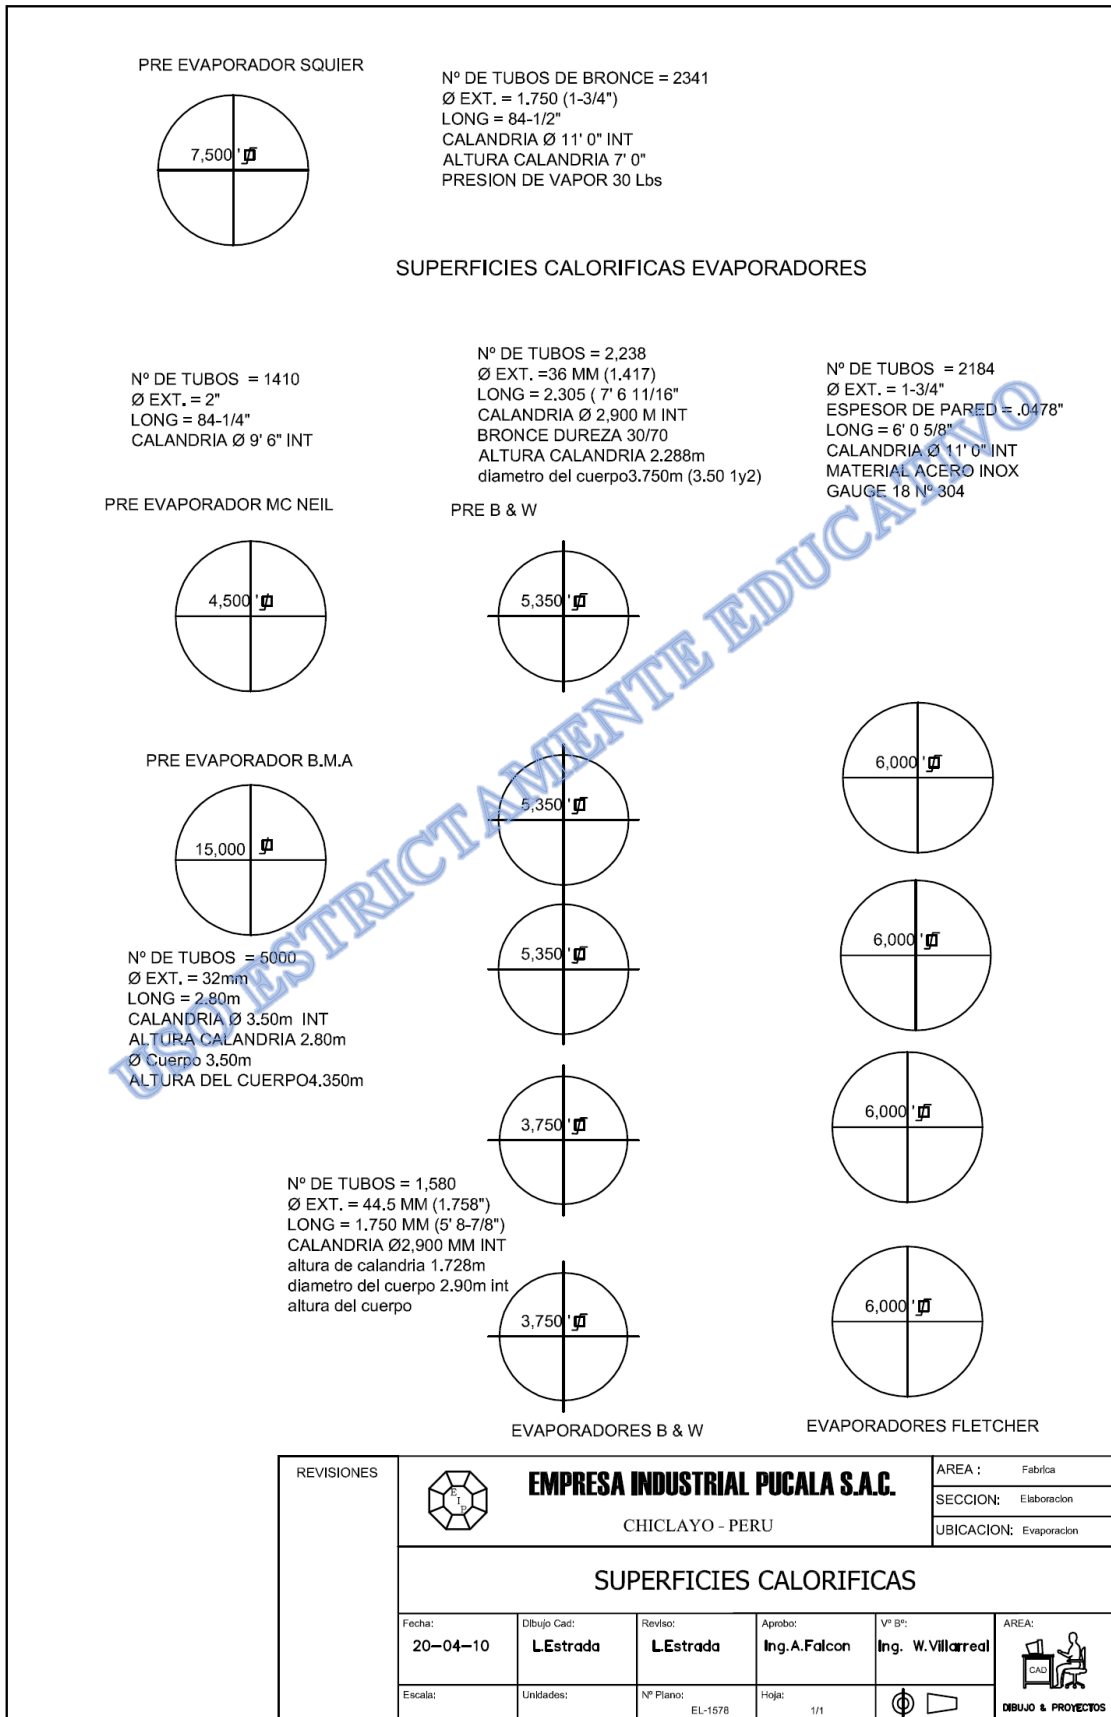 PRE EVAPORADOR SQUIER
7,500 '
Nº DE TUBOS DE BRONCE = 2341
Ø EXT. = 1.750 (1-3/4")
LONG = 84-1/2"
CALANDRIA Ø 11' 0" INT
ALTURA CALANDRIA 7' 0"
PRESION DE VAPOR 30 Lbs
SUPERFICIES CALORIFICAS EVAPORADORES
Nº DE TUBOS = 1410
Ø EXT. = 2"
LONG = 84-1/4"
CALANDRIA Ø 9' 6" INT
Nº DE TUBOS = 2,238
Ø EXT. =36 MM (1.417)
LONG = 2.305 ( 7' 6 11/16"
CALANDRIA Ø 2,900 M INT
BRONCE DUREZA 30/70
ALTURA CALANDRIA 2.288m
diametro del cuerpo3.750m (3.50 1y2)
Nº DE TUBOS = 2184
Ø EXT. = 1-3/4"
ESPESOR DE PARED = .0478"
LONG = 6' 0 5/8"
CALANDRIA Ø 11' 0" INT
MATERIAL ACERO INOX
GAUGE 18 Nº 304
PRE EVAPORADOR MC NEIL
4,500 '
PRE B & W
5,350 '
PRE EVAPORADOR B.M.A
15,000 '
5,350 '
6,000 '
5,350 '
6,000 '
Nº DE TUBOS = 5000
Ø EXT. = 32mm
LONG = 2.80m
CALANDRIA Ø 3.50m INT
ALTURA CALANDRIA 2.80m
Ø Cuerpo 3.50m
ALTURA DEL CUERPO4.350m
3,750 '
6,000 '
Nº DE TUBOS = 1,580
Ø EXT. = 44.5 MM (1.758")
LONG = 1.750 MM (5' 8-7/8")
CALANDRIA Ø2,900 MM INT
altura de calandria 1.728m
diametro del cuerpo 2.90m int
altura del cuerpo
3,750 '
6,000 '
EVAPORADORES B & W
EVAPORADORES FLETCHER
USO ESTRICTAMENTE EDUCATIVO
REVISIONES
E I P
EMPRESA INDUSTRIAL PUCALA S.A.C.
CHICLAYO - PERU
AREA : Fabrica
SECCION: Elaboracion
UBICACION: Evaporacion
SUPERFICIES CALORIFICAS
Fecha:
20-04-10
Dibujo Cad:
L.Estrada
Reviso:
L.Estrada
Aprobo:
Ing.A.Falcon
Vº Bº:
Ing. W.Villarreal
AREA:
CAD
DIBUJO & PROYECTOS
Escala:
Unidades:
Nº Plano:
EL-1578
Hoja:
1/1